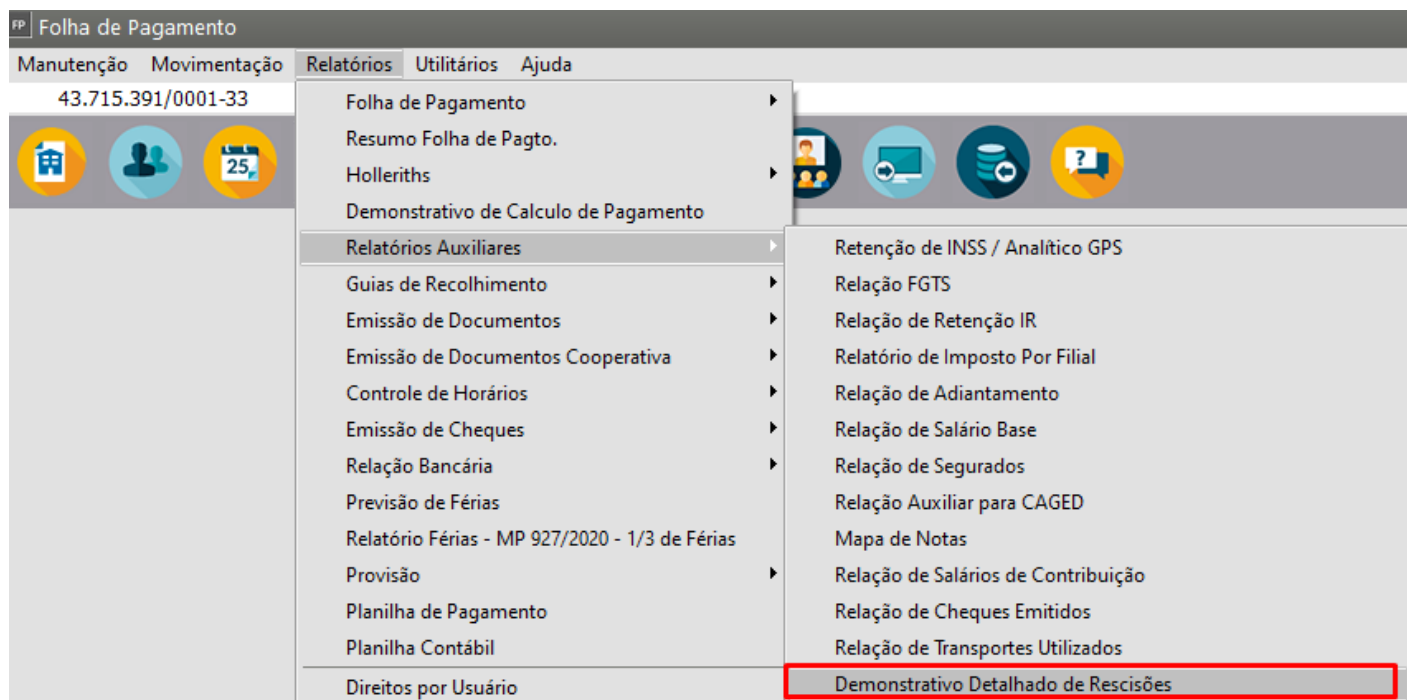 FP Folha de Pagamento
Manutenção Movimentação Relatórios Utilitários Ajuda
43.715.391/0001-33
25
?
Folha de Pagamento
Resumo Folha de Pagto.
Holleriths
Demonstrativo de Calculo de Pagamento
Relatórios Auxiliares
Guias de Recolhimento
Emissão de Documentos
Emissão de Documentos Cooperativa
Controle de Horários
Emissão de Cheques
Relação Bancária
Previsão de Férias
Relatório Férias - MP 927/2020 - 1/3 de Férias
Provisão
Planilha de Pagamento
Planilha Contábil
Direitos por Usuário
Retenção de INSS / Analítico GPS
Relação FGTS
Relação de Retenção IR
Relatório de Imposto Por Filial
Relação de Adiantamento
Relação de Salário Base
Relação de Segurados
Relação Auxiliar para CAGED
Mapa de Notas
Relação de Salários de Contribuição
Relação de Cheques Emitidos
Relação de Transportes Utilizados
Demonstrativo Detalhado de Rescisões